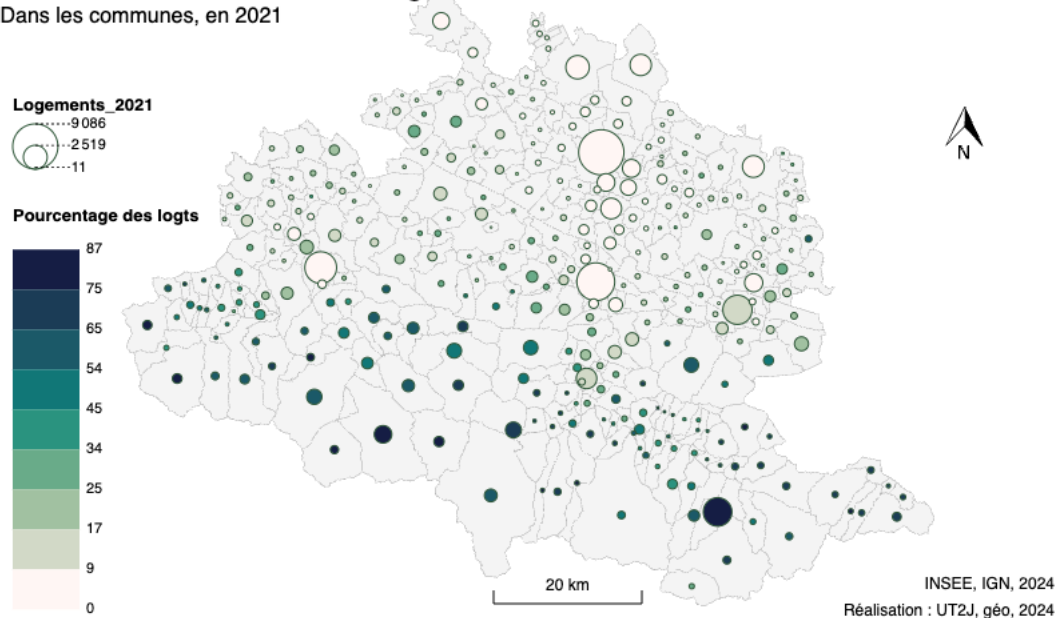 Dans les communes, en 2021
Logements_2021
9 086
2 519
11
Pourcentage des logts
87
75
65
54
45
34
25
17
9
0
N
20 km
INSEE, IGN, 2024
Réalisation : UT2J, géo, 2024